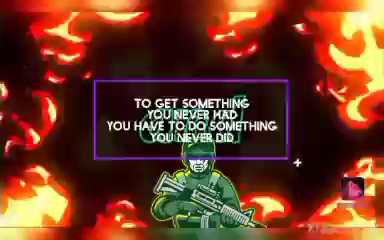 TO GET SOMETHING
YOU NEVER HAD
YOU HAVE TO DO SOMETHING
YOU NEVER DID